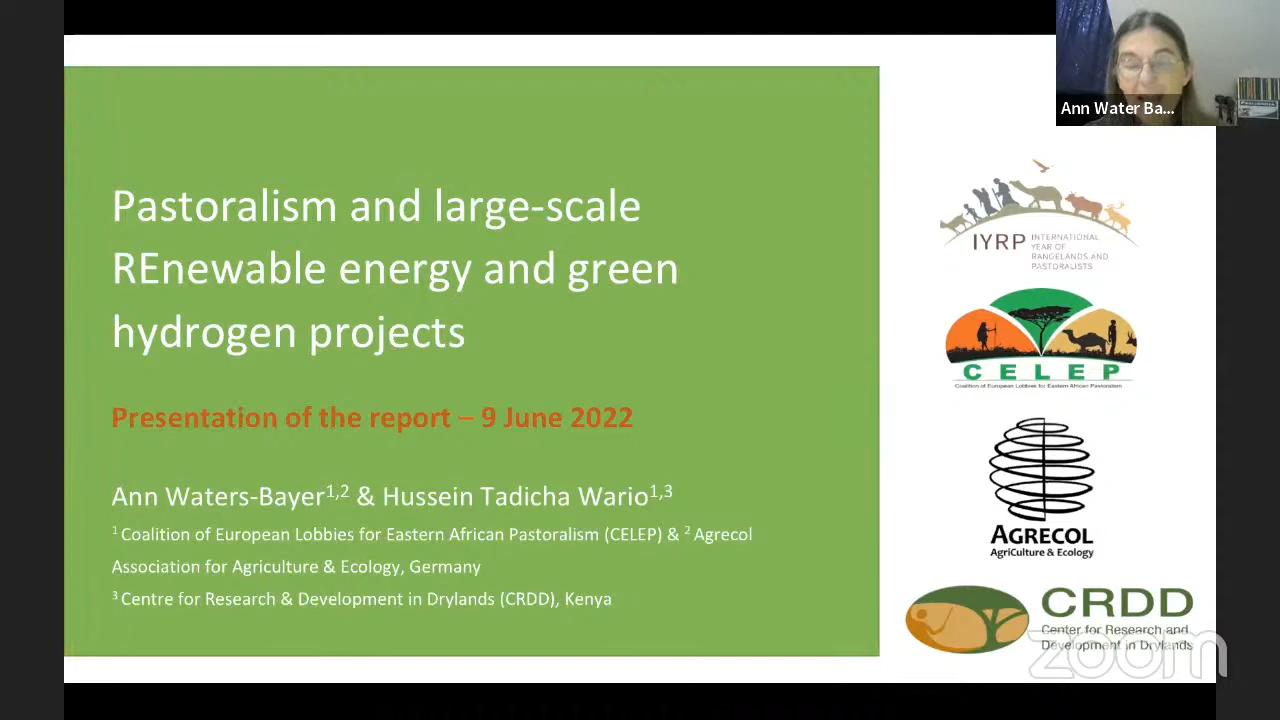 Ann Water Ba...
Pastoralism and large-scale
REnewable energy and green
hydrogen projects
Presentation of the report – 9 June 2022
Ann Waters-Bayer1,2 & Hussein Tadicha Wario1,3
1 Coalition of European Lobbies for Eastern African Pastoralism (CELEP) & 2 Agrecol
Association for Agriculture & Ecology, Germany
3 Centre for Research & Development in Drylands (CRDD), Kenya
IYRP
INTERNATIONAL
YEAR OF
RANGELANDS AND
PASTORALISTS
CELEP
Coalition of European Lobbies for Eastern African Pastoralism
AGRECOL
AgriCulture & Ecology
CRDD
Center for Research and
Development in Drylands
zoom